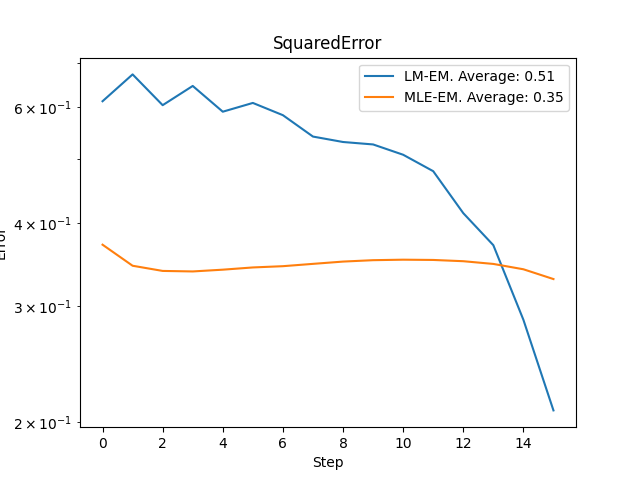 SquaredError
LM-EM. Average: 0.51
MLE-EM. Average: 0.35
6 × 10⁻¹
4 × 10⁻¹
3 × 10⁻¹
2 × 10⁻¹
Error
0 2 4 6 8 10 12 14
Step